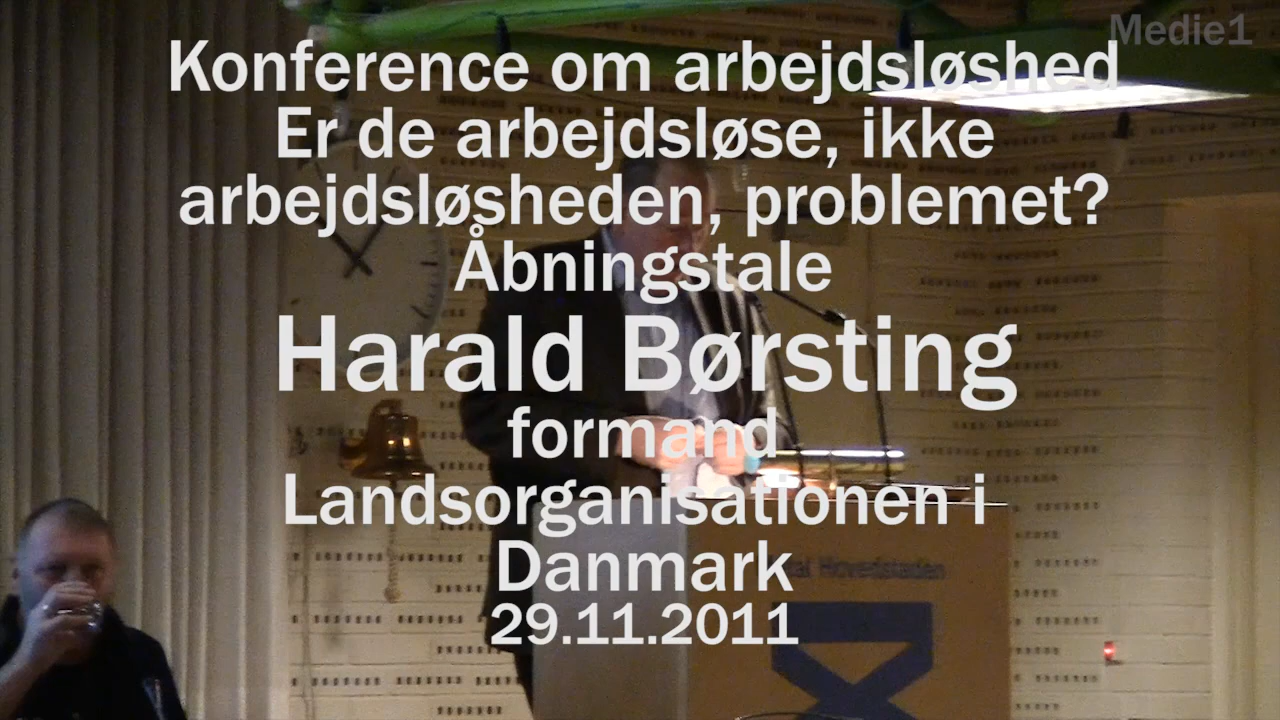 Medie1
Konference om arbejdsløshed
Er de arbejdsløse, ikke
arbejdsløsheden, problemet?
Åbningstale
Harald Børsting
formand
Landsorganisationen i
Danmark
29.11.2011
Hovedstaden